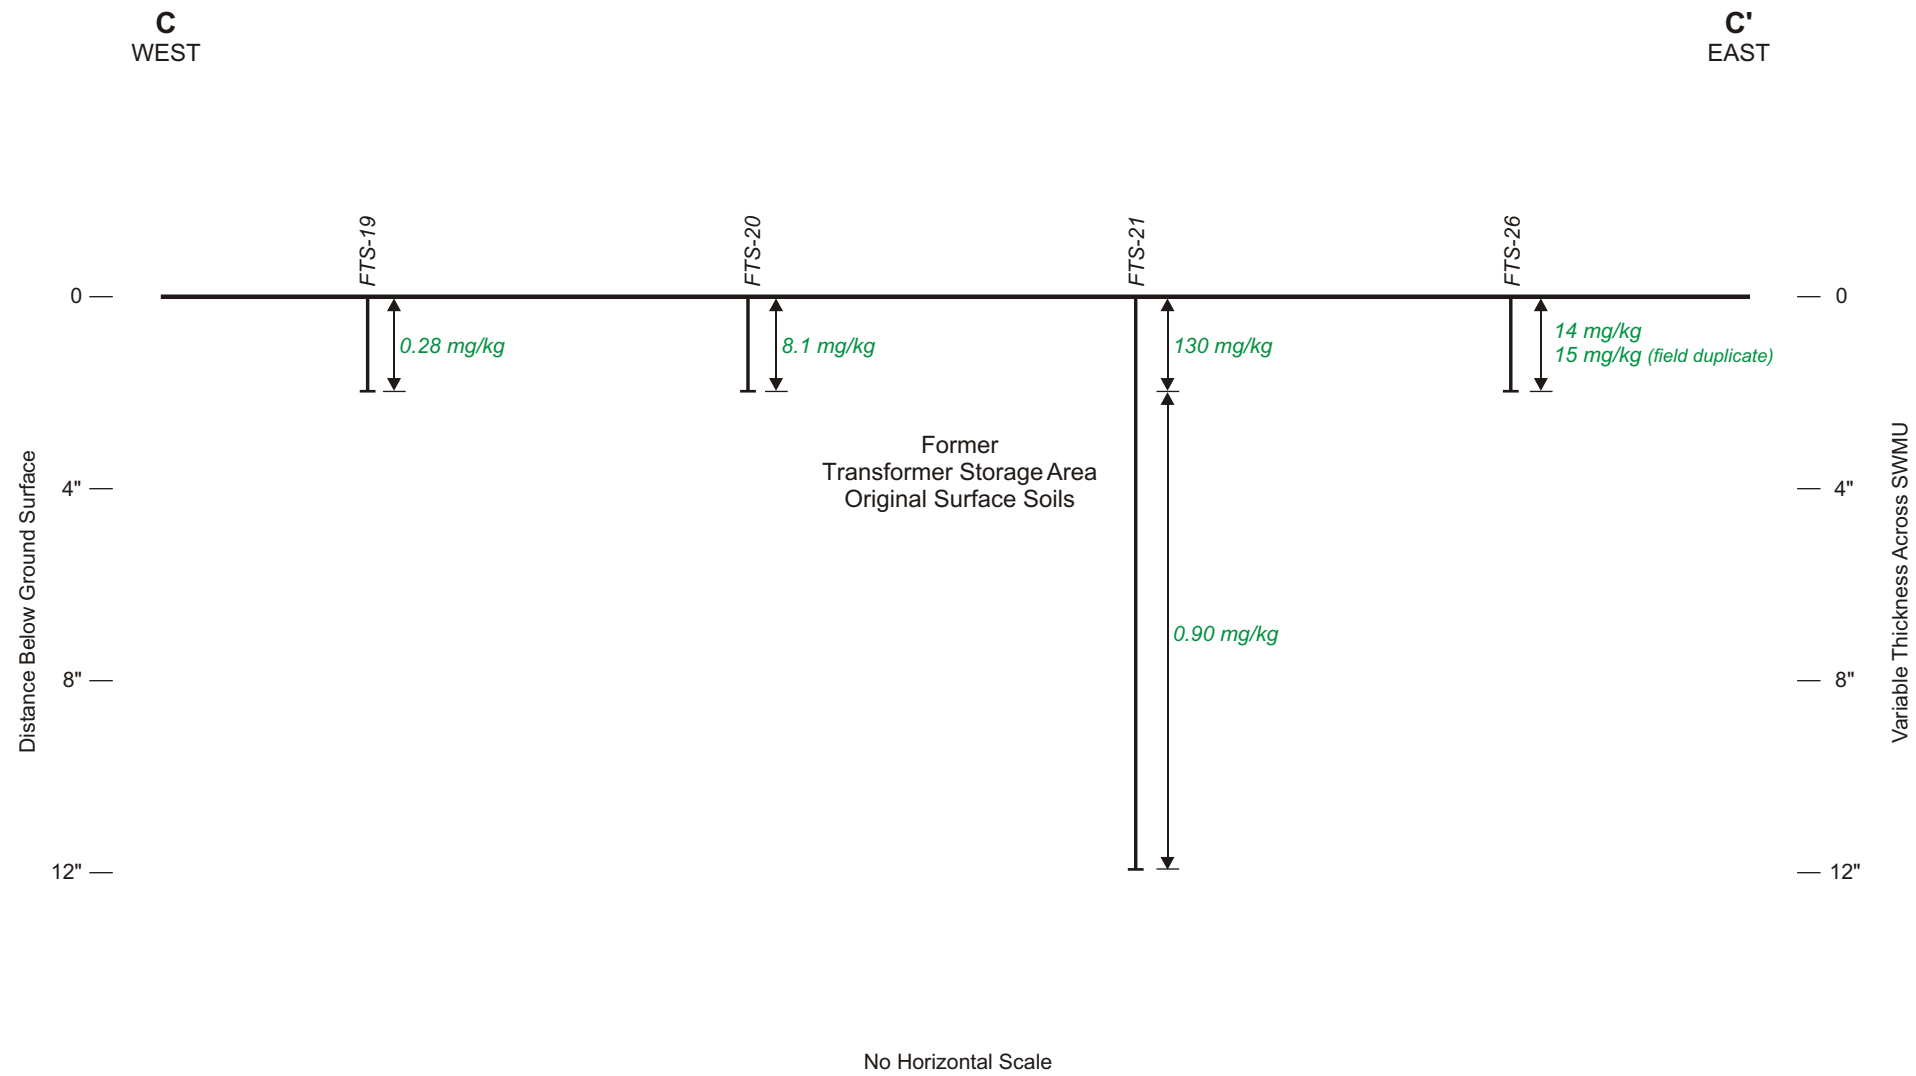 C
WEST
C'
EAST
FTS-19
FTS-20
FTS-21
FTS-26
0
0
0.28 mg/kg
8.1 mg/kg
130 mg/kg
14 mg/kg
15 mg/kg (field duplicate)
Former
Transformer Storage Area
Original Surface Soils
4"
4"
0.90 mg/kg
8"
8"
12"
12"
Distance Below Ground Surface
Variable Thickness Across SWMU
No Horizontal Scale